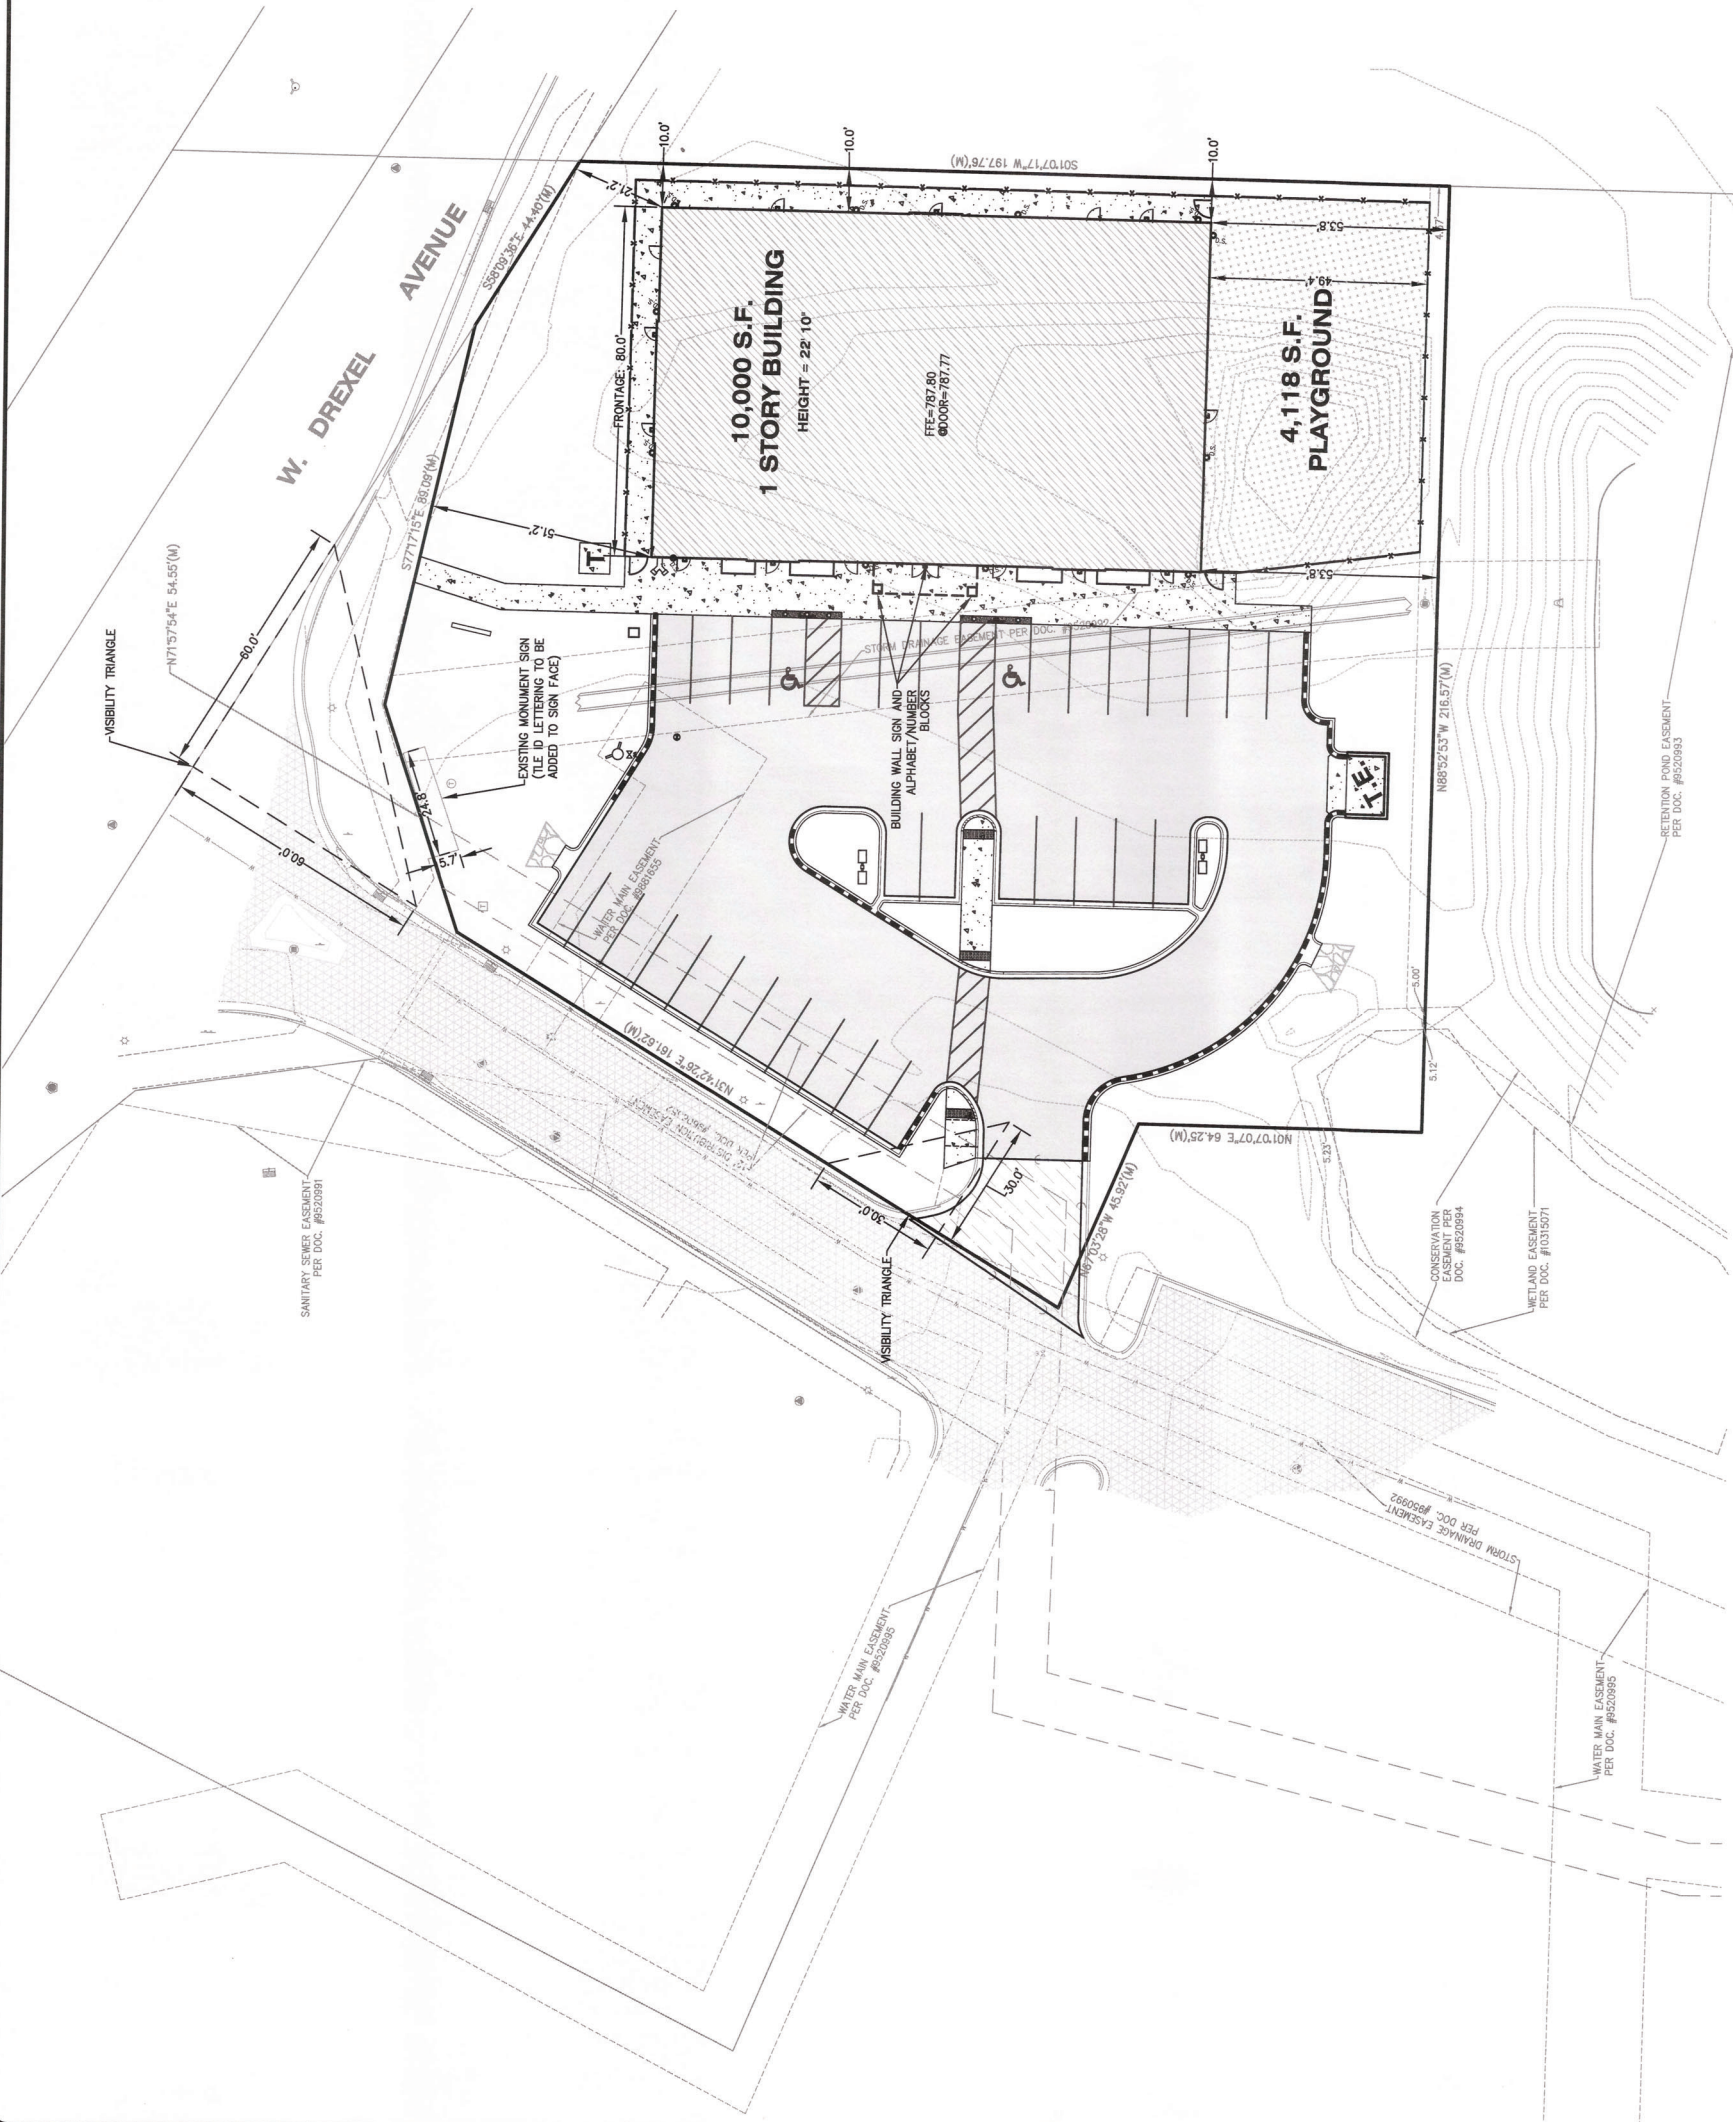 W. DREXEL AVENUE
VISIBILITY TRIANGLE
N71°57'54"E 54.55'(M)
60.0'
60.0'
S77°17'15"E 89.09'(M)
S58°09'36"E 44.40'(M)
S01°07'17"W 197.76'(M)
10.0'
10.0'
10.0'
21.2'
FRONTAGE: 80.0'
51.2'
24.8'
5.7'
EXISTING MONUMENT SIGN
(TLE ID LETTERING TO BE
ADDED TO SIGN FACE)
T
10,000 S.F.
1 STORY BUILDING
HEIGHT = 22' 10"
FFE=787.80
@DOOR=787.77
4,118 S.F.
PLAYGROUND
53.8'
49.4'
53.8'
STORM DRAINAGE EASEMENT PER DOC. #9520992
BUILDING WALL SIGN AND
ALPHABET/NUMBER
BLOCKS
WATER MAIN EASEMENT
PER DOC. #9881655
T.E.
N88°52'53"W 216.57'(M)
RETENTION POND EASEMENT
PER DOC. #9520993
N31°42'26"E 161.62'(M)
12' DISTRIBUTION EASEMENT
SANITARY SEWER EASEMENT
PER DOC. #9520991
30.0'
30.0'
VISIBILITY TRIANGLE
N67°03'28"W 45.92'(M)
N01°07'07"E 64.25'(M)
5.00'
5.12'
5.23'
CONSERVATION
EASEMENT PER
DOC. #9520994
WETLAND EASEMENT
PER DOC. #10315071
STORM DRAINAGE EASEMENT
PER DOC. #950992
WATER MAIN EASEMENT
PER DOC. #9520995
WATER MAIN EASEMENT
PER DOC. #9520995